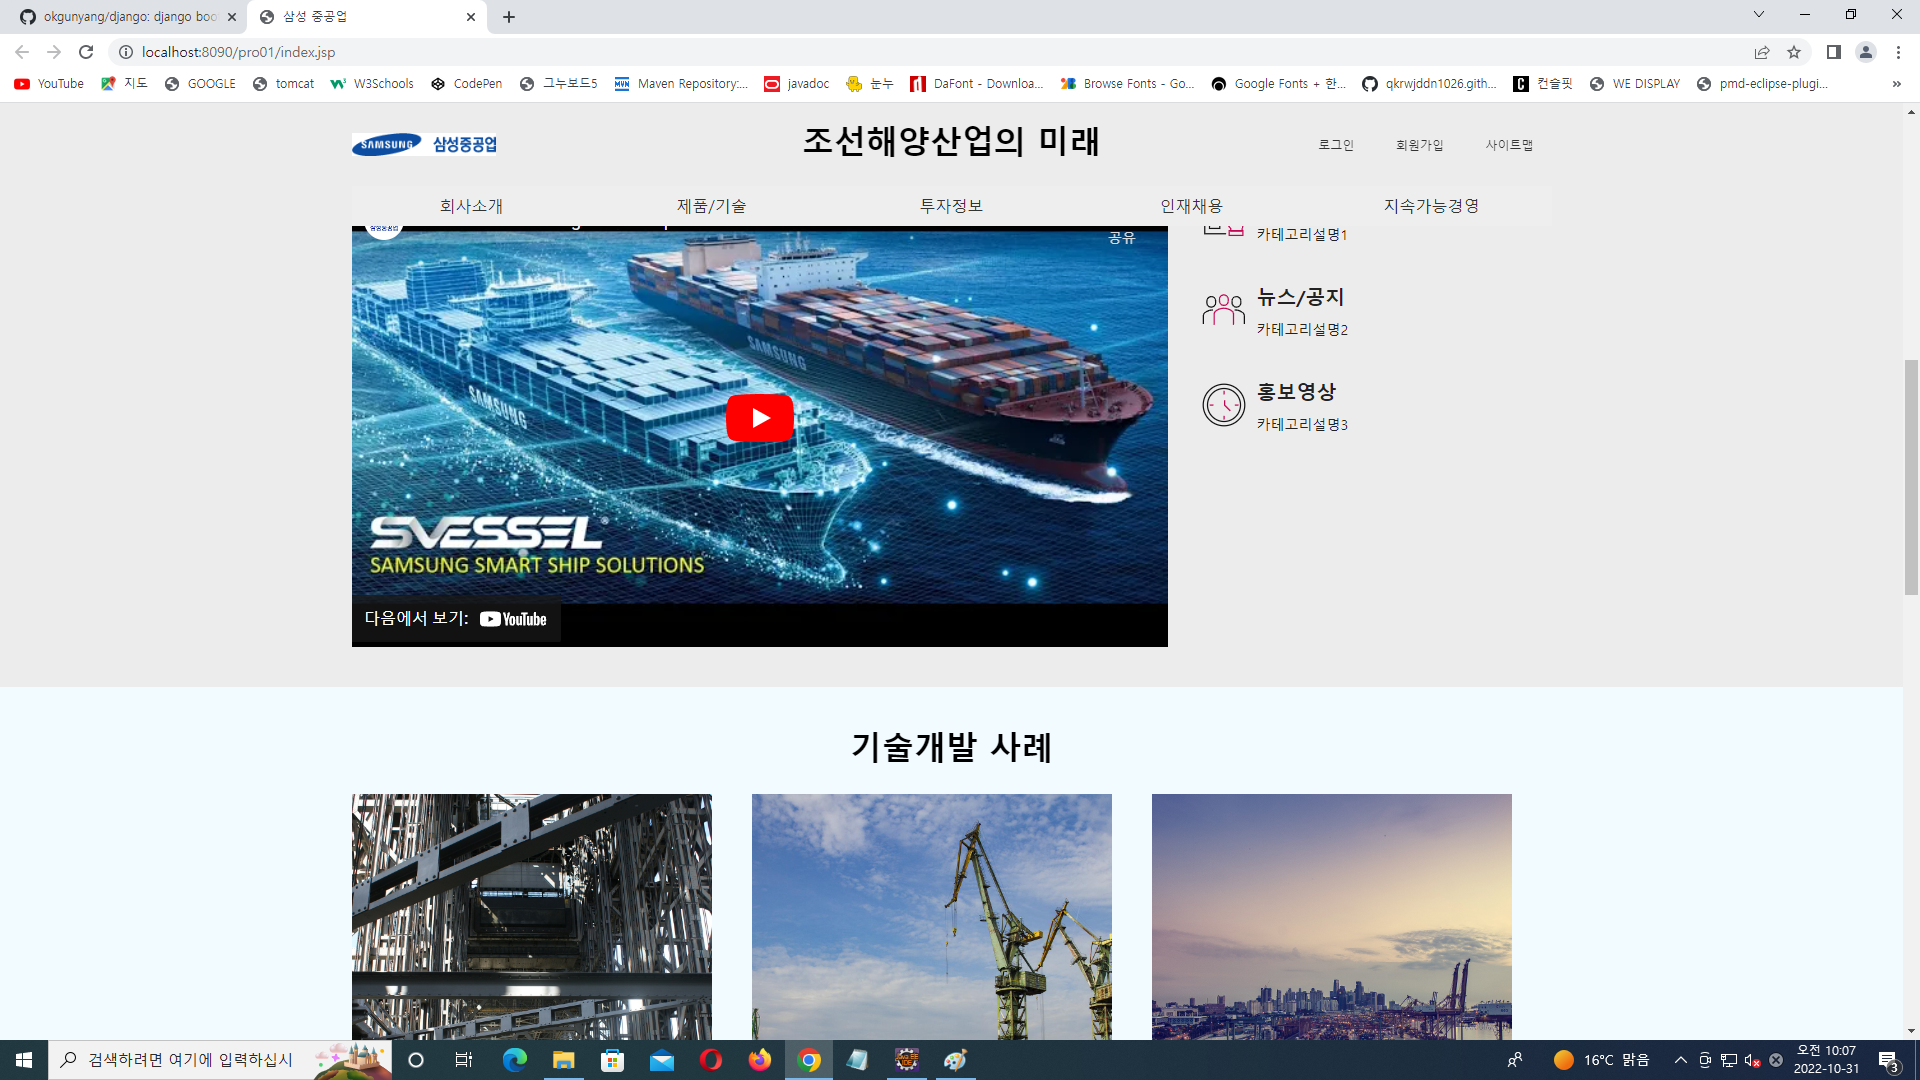 okgunyang/django: django boo
삼성 중공업
localhost:8090/pro01/index.jsp
YouTube
지도
GOOGLE
tomcat
W3Schools
CodePen
그누보드5
Maven Repository:...
javadoc
눈누
DaFont - Downloa...
Browse Fonts - Go...
Google Fonts + 한...
qkrwjddn1026.gith...
컨슬핏
WE DISPLAY
pmd-eclipse-plugi...
SAMSUNG 삼성중공업
조선해양산업의 미래
로그인
회원가입
사이트맵
회사소개
제품/기술
투자정보
인재채용
지속가능경영
삼성중공업
공유
카테고리설명1
SAMSUNG
SAMSUNG
뉴스/공지
카테고리설명2
홍보영상
카테고리설명3
SVESSEL®
SAMSUNG SMART SHIP SOLUTIONS
다음에서 보기: YouTube
기술개발 사례
검색하려면 여기에 입력하십시
16°C 맑음
오전 10:07
2022-10-31
3